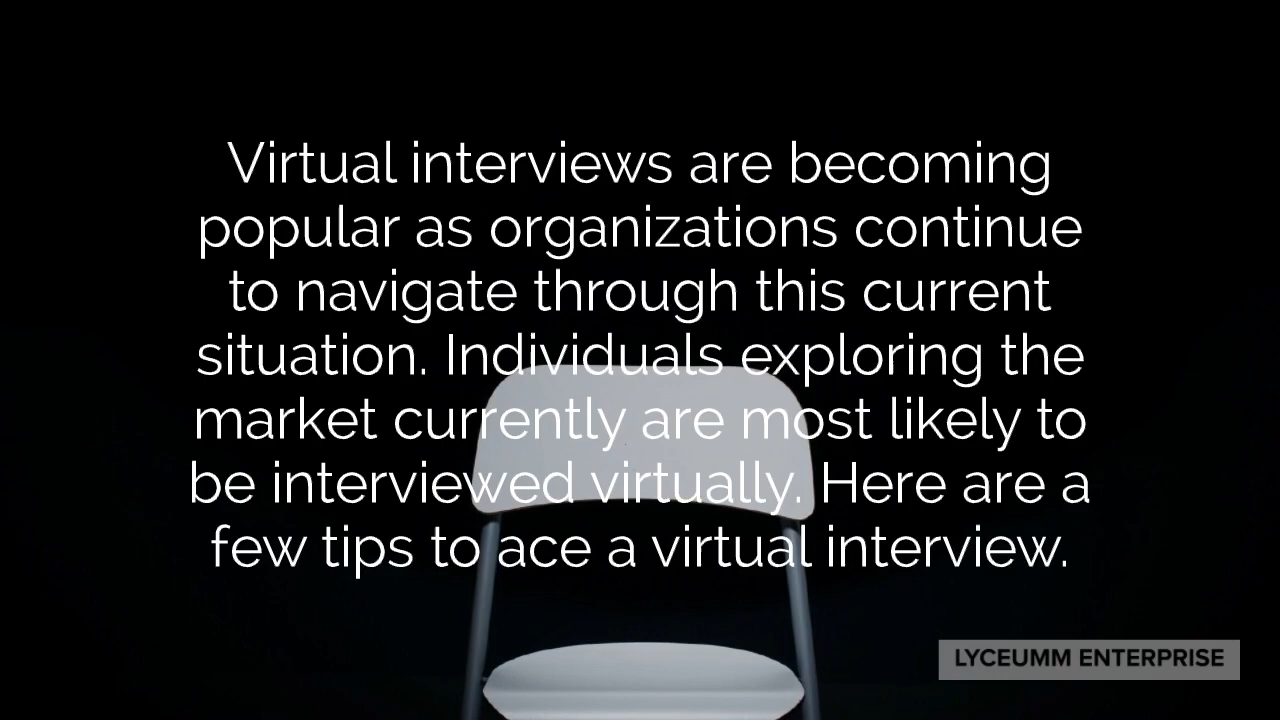 Virtual interviews are becoming
popular as organizations continue
to navigate through this current
situation. Individuals exploring the
market currently are most likely to
be interviewed virtually. Here are a
few tips to ace a virtual interview.
LYCEUMM ENTERPRISE